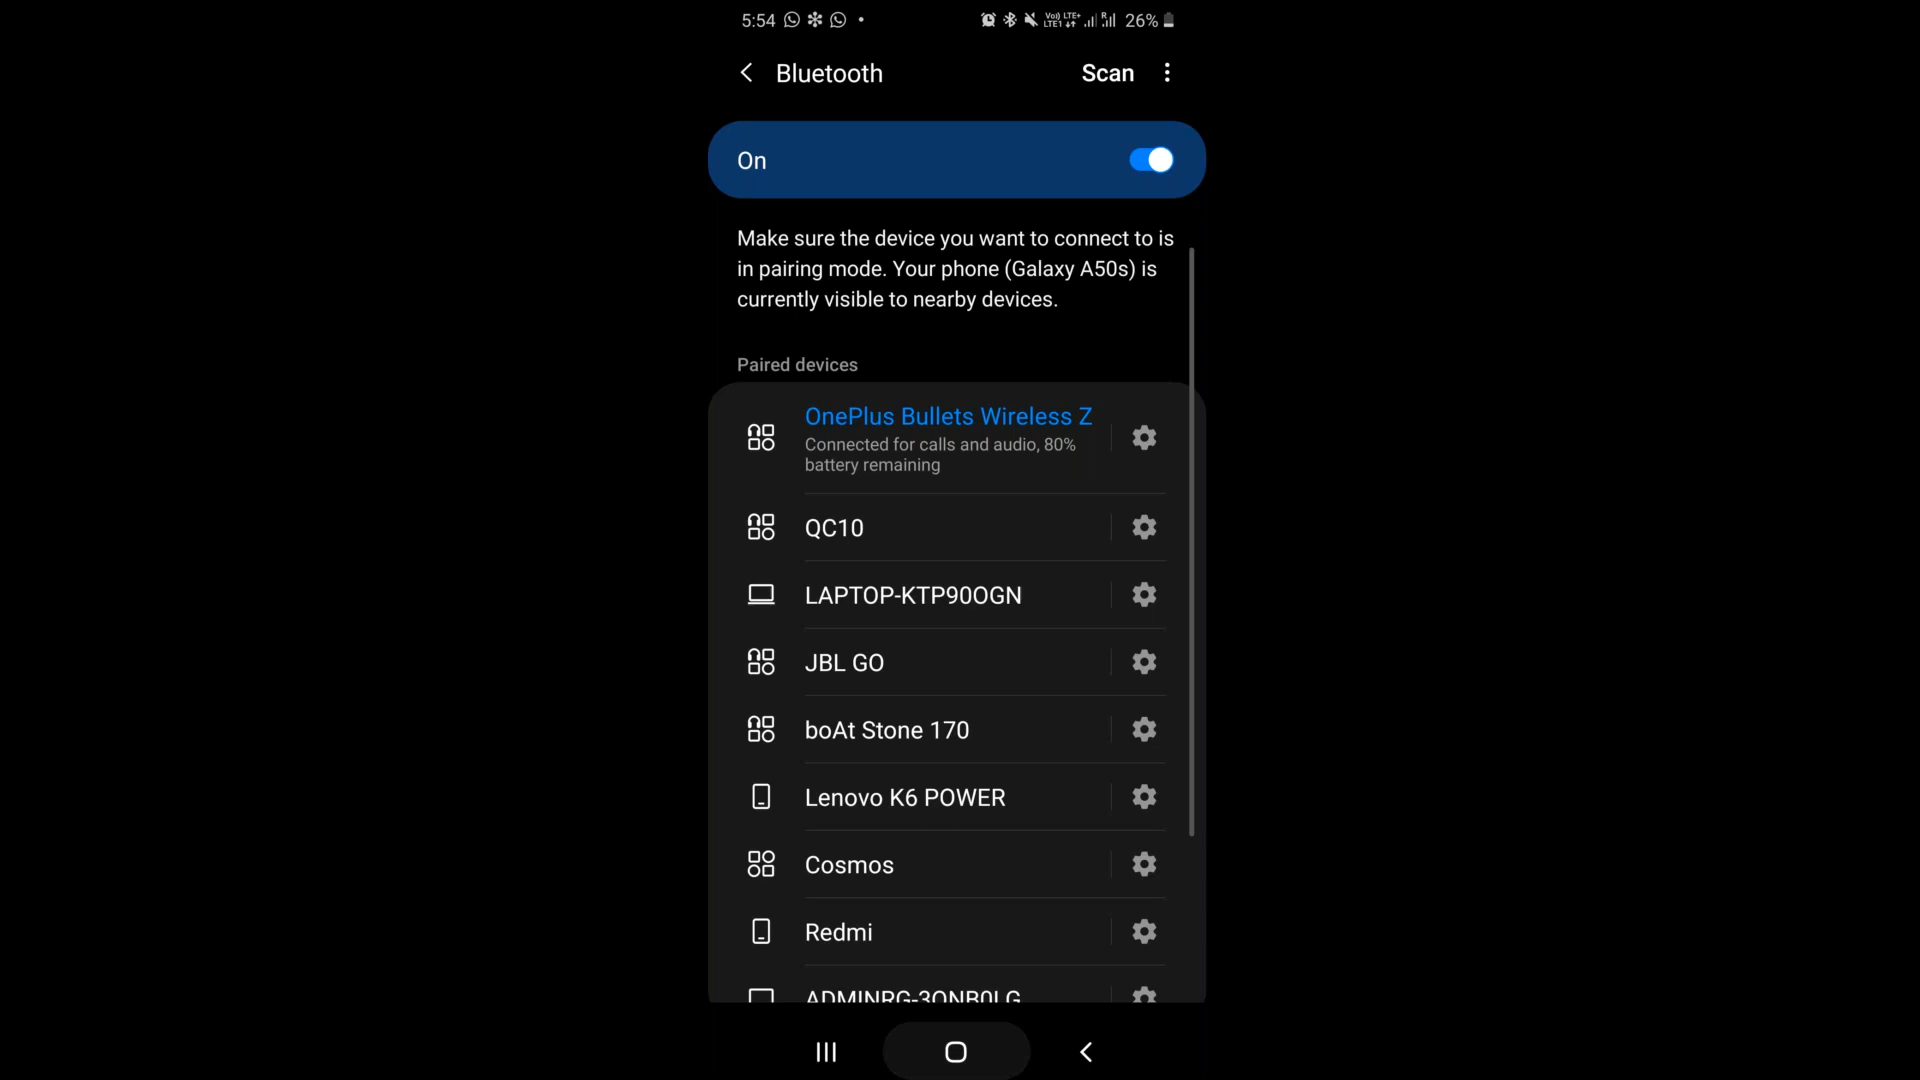 5:54 26%
Bluetooth Scan
On
Make sure the device you want to connect to is
in pairing mode. Your phone (Galaxy A50s) is
currently visible to nearby devices.
Paired devices
OnePlus Bullets Wireless Z
Connected for calls and audio, 80%
battery remaining
QC10
LAPTOP-KTP90OGN
JBL GO
boAt Stone 170
Lenovo K6 POWER
Cosmos
Redmi